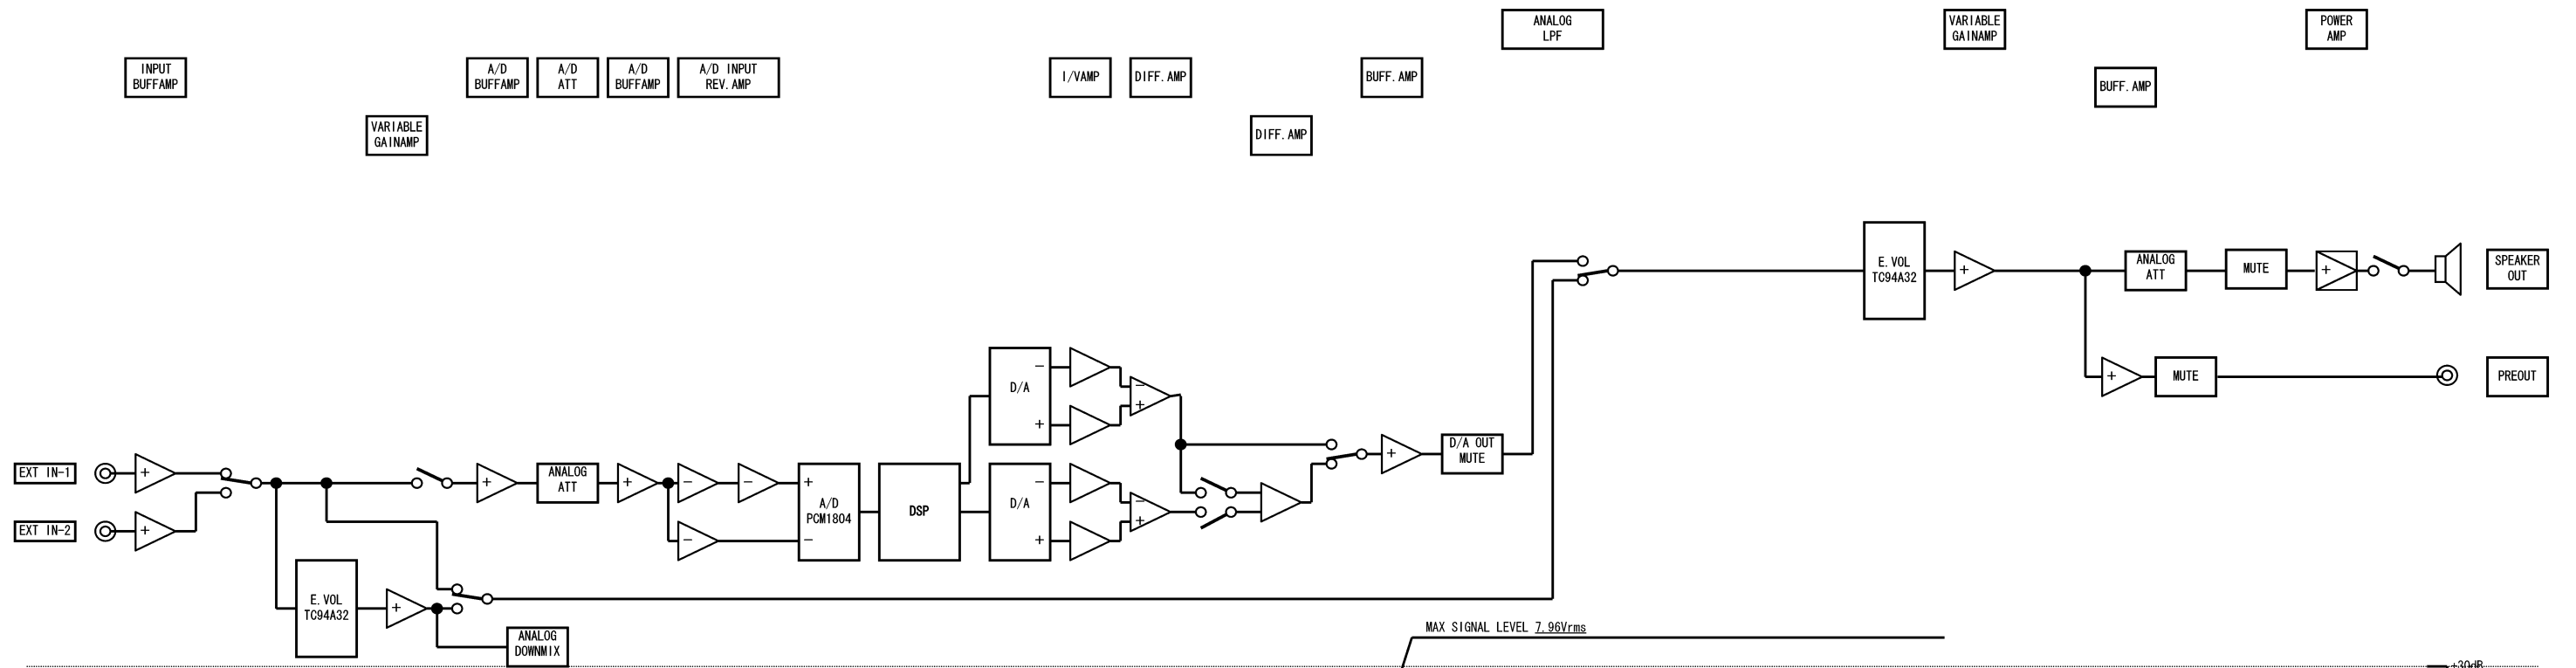 ANALOG
LPF
VARIABLE
GAINAMP
POWER
AMP
INPUT
BUFFAMP
A/D
BUFFAMP
A/D
ATT
A/D
BUFFAMP
A/D INPUT
REV. AMP
I/VAMP
DIFF. AMP
BUFF. AMP
BUFF. AMP
VARIABLE
GAINAMP
DIFF. AMP
E. VOL
TC94A32
+
ANALOG
ATT
MUTE
+
SPEAKER
OUT
D/A
−
+
−
+
+
MUTE
PREOUT
EXT IN-1
+
+
ANALOG
ATT
+
−
−
−
+
A/D
PCM1804
−
DSP
D/A
−
+
−
+
+
D/A OUT
MUTE
EXT IN-2
+
E. VOL
TC94A32
+
ANALOG
DOWNMIX
MAX SIGNAL LEVEL 7.96Vrms
+30dB